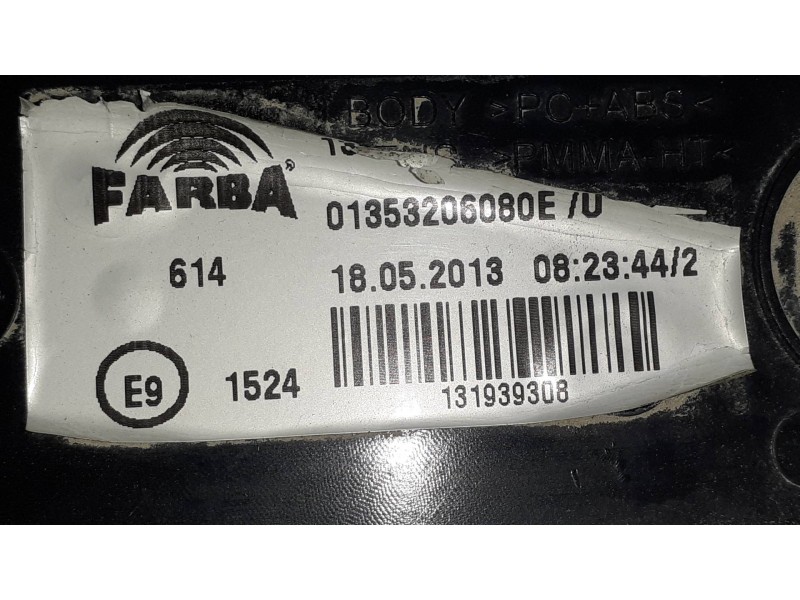 BODY >PC+ABS<
>PMMA-HT<
FARBA®
01353206080E /U
614
18.05.2013 08:23:44/2
E9
1524
131939308